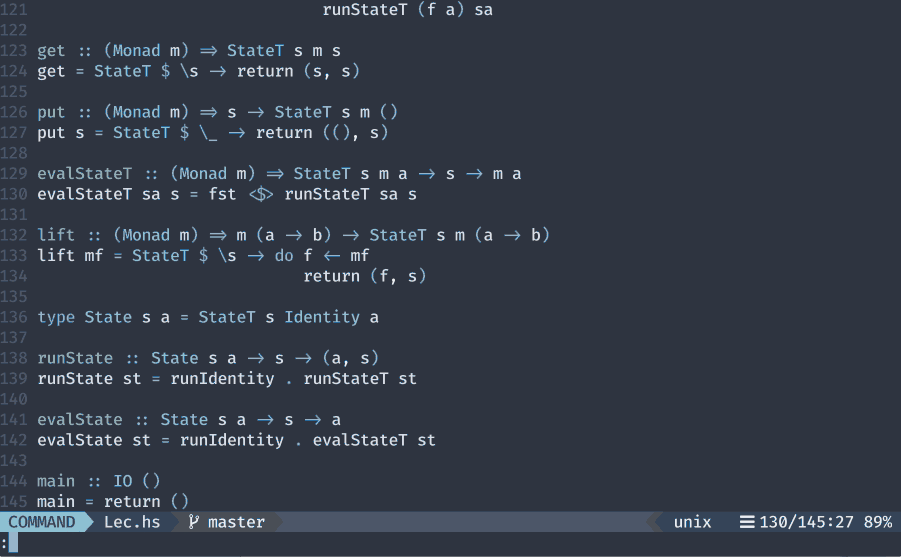 121                               runStateT (f a) sa
122
123 get :: (Monad m) => StateT s m s
124 get = StateT $ \s -> return (s, s)
125
126 put :: (Monad m) => s -> StateT s m ()
127 put s = StateT $ \_ -> return ((), s)
128
129 evalStateT :: (Monad m) => StateT s m a -> s -> m a
130 evalStateT sa s = fst <$> runStateT sa s
131
132 lift :: (Monad m) => m (a -> b) -> StateT s m (a -> b)
133 lift mf = StateT $ \s -> do f <- mf
134                             return (f, s)
135
136 type State s a = StateT s Identity a
137
138 runState :: State s a -> s -> (a, s)
139 runState st = runIdentity . runStateT st
140
141 evalState :: State s a -> s -> a
142 evalState st = runIdentity . evalStateT st
143
144 main :: IO ()
145 main = return ()
COMMAND Lec.hs master unix ☰ 130/145:27 89%
: